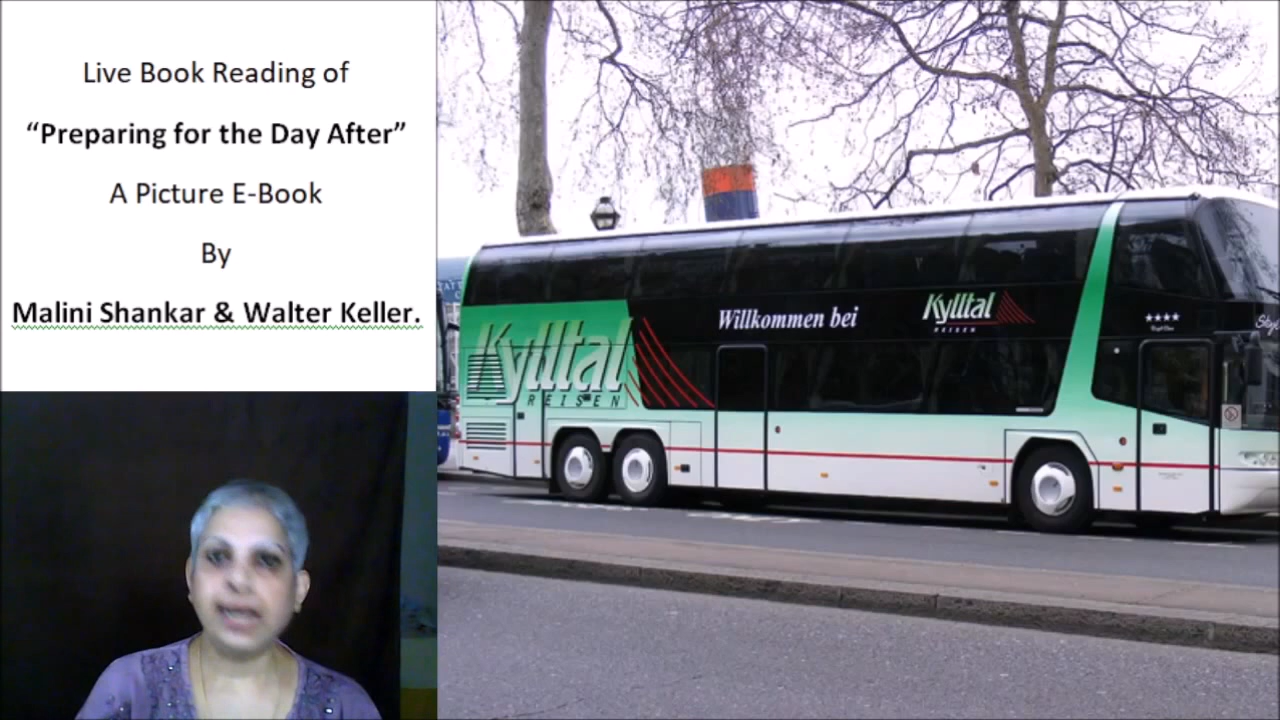 Live Book Reading of
“Preparing for the Day After”
A Picture E-Book
By
Malini Shankar & Walter Keller.
Willkommen bei
Kylltal
REISEN
Kylltal
REISEN